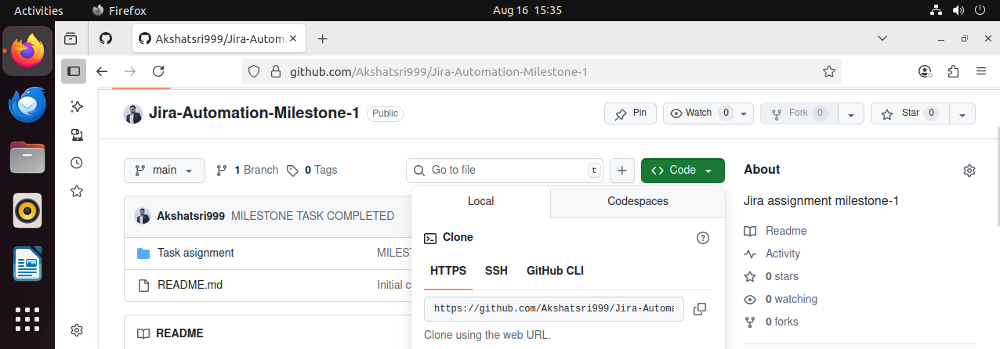 Activities Firefox Aug 16 15:35
Akshatsri999/Jira-Autom
github.com/Akshatsri999/Jira-Automation-Milestone-1
Jira-Automation-Milestone-1 Public Pin Watch 0 Fork 0 Star 0
main 1 Branch 0 Tags Go to file t Code About
Local Codespaces
Jira assignment milestone-1
Akshatsri999 MILESTONE TASK COMPLETED
Clone
Readme
Task asignment MILEST
Activity
HTTPS SSH GitHub CLI
0 stars
README.md Initial c
0 watching
https://github.com/Akshatsri999/Jira-Automa
0 forks
README
Clone using the web URL.